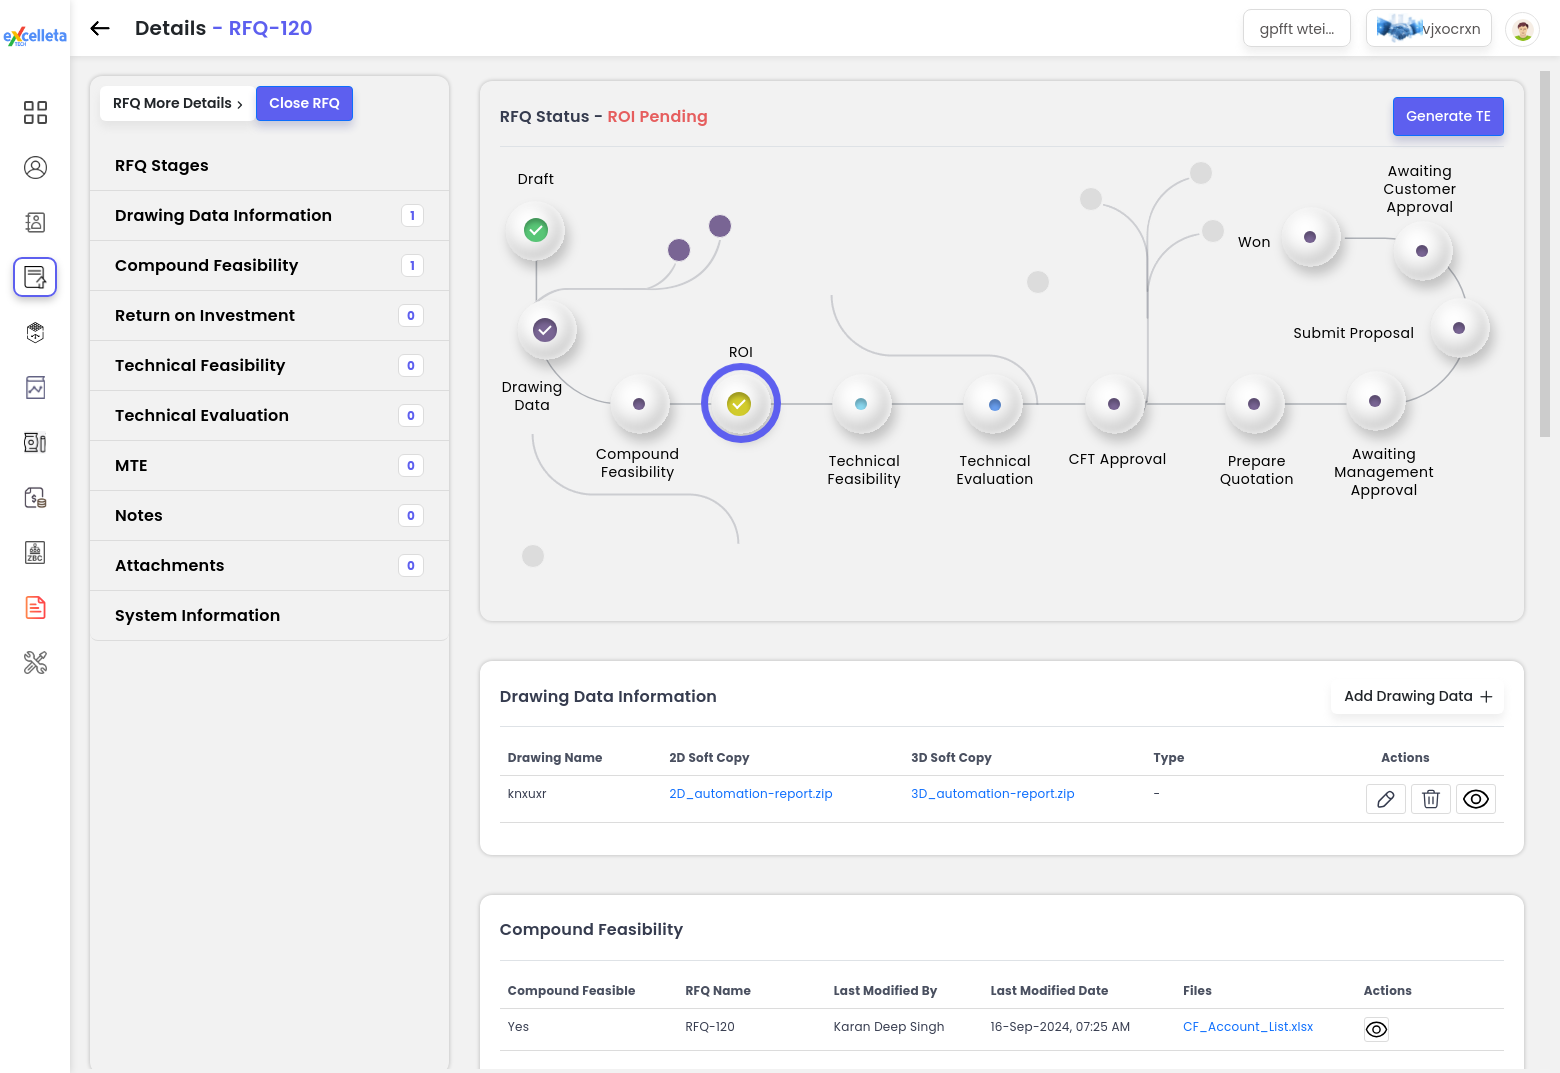 eXcelleta
TECH
Details - RFQ-120
gpfft wtei...
vjxocrxn
RFQ More Details ›
Close RFQ
RFQ Stages
Drawing Data Information 1
Compound Feasibility 1
Return on Investment 0
Technical Feasibility 0
Technical Evaluation 0
MTE 0
Notes 0
Attachments 0
System Information
ZBC
RFQ Status - ROI Pending
Generate TE
Draft
Drawing
Data
Compound
Feasibility
ROI
Technical
Feasibility
Technical
Evaluation
CFT Approval
Prepare
Quotation
Awaiting
Management
Approval
Submit Proposal
Awaiting
Customer
Approval
Won
Drawing Data Information
Add Drawing Data +
Drawing Name 2D Soft Copy 3D Soft Copy Type Actions
knxuxr 2D_automation-report.zip 3D_automation-report.zip -
Compound Feasibility
Compound Feasible RFQ Name Last Modified By Last Modified Date Files Actions
Yes RFQ-120 Karan Deep Singh 16-Sep-2024, 07:25 AM CF_Account_List.xlsx